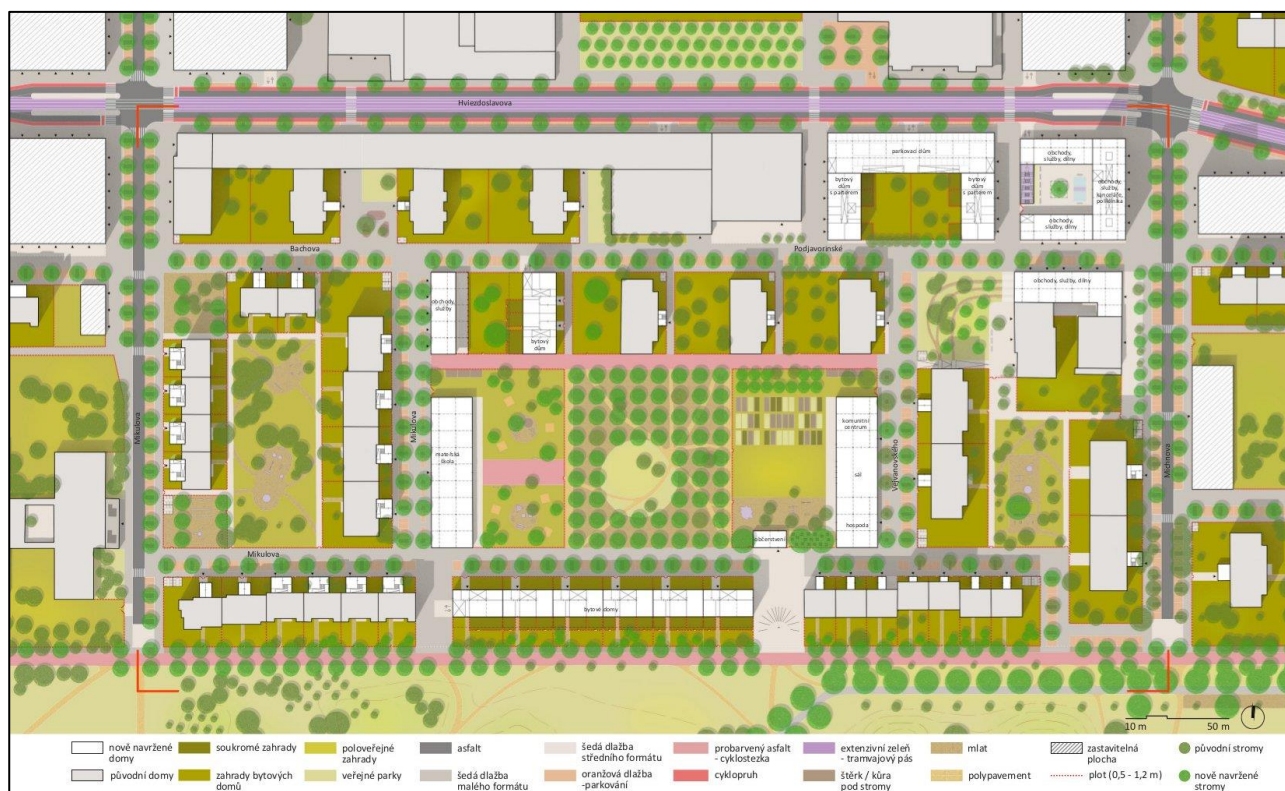 Hviezdoslavova
parkovací dům
obchody,
služby, dílny
bytový
dům
s parterem
bytový
dům
s parterem
obchody,
služby,
kanceláře,
poliklinika
obchody,
služby, dílny
Bachova
Podjavorinské
obchody,
služby
bytový
dům
obchody, služby, dílny
Mikulova
Mikulova
mateřská
škola
komunitní
centrum
sál
hospoda
Vejvanovského
Michnova
občerstvení
Mikulova
bytové domy
10 m
50 m
nově navržené
domy
soukromé zahrady
poloveřejné
zahrady
asfalt
šedá dlažba
středního formátu
probarvený asfalt
- cyklostezka
extenzivní zeleň
- tramvajový pás
mlat
zastavitelná
plocha
původní stromy
původní domy
zahrady bytových
domů
veřejné parky
šedá dlažba
malého formátu
oranžová dlažba
-parkování
cyklopruh
štěrk / kůra
pod stromy
polypavement
plot (0,5 - 1,2 m)
nově navržené
stromy